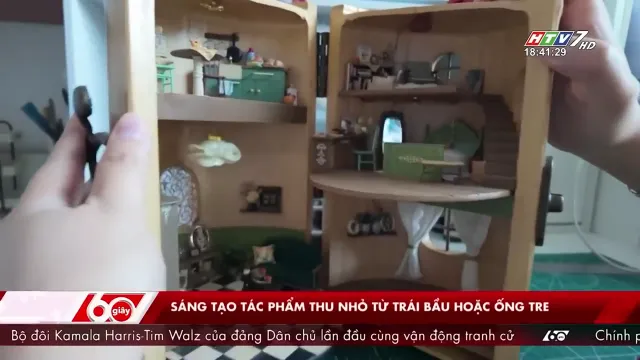 HTV7 HD
18:41:29
60 giây
SÁNG TẠO TÁC PHẨM THU NHỎ TỪ TRÁI BẦU HOẶC ỐNG TRE
Bộ đôi Kamala Harris-Tim Walz của đảng Dân chủ lần đầu cùng vận động tranh cử
60
Chính p